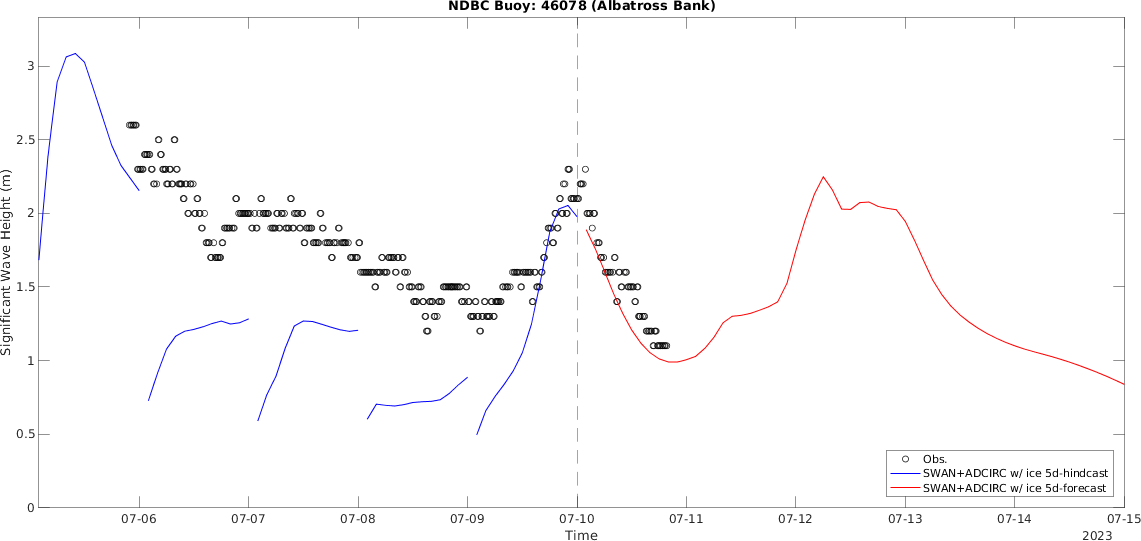 NDBC Buoy: 46078 (Albatross Bank)
Significant Wave Height (m)
3
2.5
2
1.5
1
0.5
0
Obs.
SWAN+ADCIRC w/ ice 5d-hindcast
SWAN+ADCIRC w/ ice 5d-forecast
07-06 07-07 07-08 07-09 07-10 07-11 07-12 07-13 07-14 07-15
Time
2023